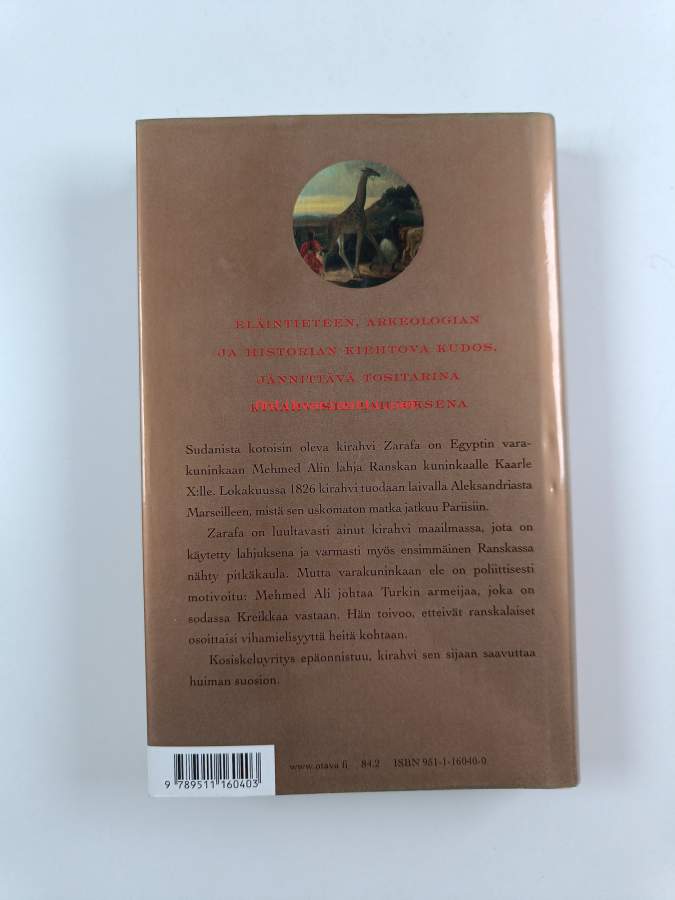 ELÄINTIETEEN, ARKEOLOGIAN
JA HISTORIAN KIEHTOVA KUDOS,
JÄNNITTÄVÄ TOSITARINA
Sudanista kotoisin oleva kirahvi Zarafa on Egyptin vara-
kuninkaan Mehmed Alin lahja Ranskan kuninkaalle Kaarle
X:lle. Lokakuussa 1826 kirahvi tuodaan laivalla Aleksandriasta
Marseilleen, mistä sen uskomaton matka jatkuu Pariisiin.
Zarafa on luultavasti ainut kirahvi maailmassa, jota on
käytetty lahjuksena ja varmasti myös ensimmäinen Ranskassa
nähty pitkäkaula. Mutta varakuninkaan ele on poliittisesti
motivoitu: Mehmed Ali johtaa Turkin armeijaa, joka on
sodassa Kreikkaa vastaan. Hän toivoo, etteivät ranskalaiset
osoittaisi vihamielisyyttä heitä kohtaan.
Kosiskeluyritys epäonnistuu, kirahvi sen sijaan saavuttaa
huiman suosion.
www.otava.fi 84.2 ISBN 951-1-16040-0
9 789511 160403